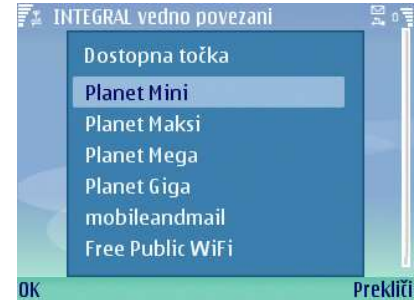 INTEGRAL vedno povezani
Dostopna točka
Planet Mini
Planet Maksi
Planet Mega
Planet Giga
mobileandmail
Free Public WiFi
OK
Prekliči